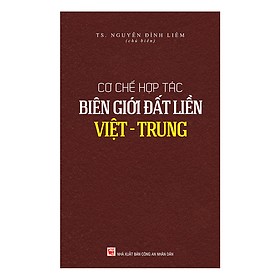 TS. NGUYỄN ĐÌNH LIÊM
(chủ biên)
CƠ CHẾ HỢP TÁC
BIÊN GIỚI ĐẤT LIỀN
VIỆT - TRUNG
NHÀ XUẤT BẢN CÔNG AN NHÂN DÂN